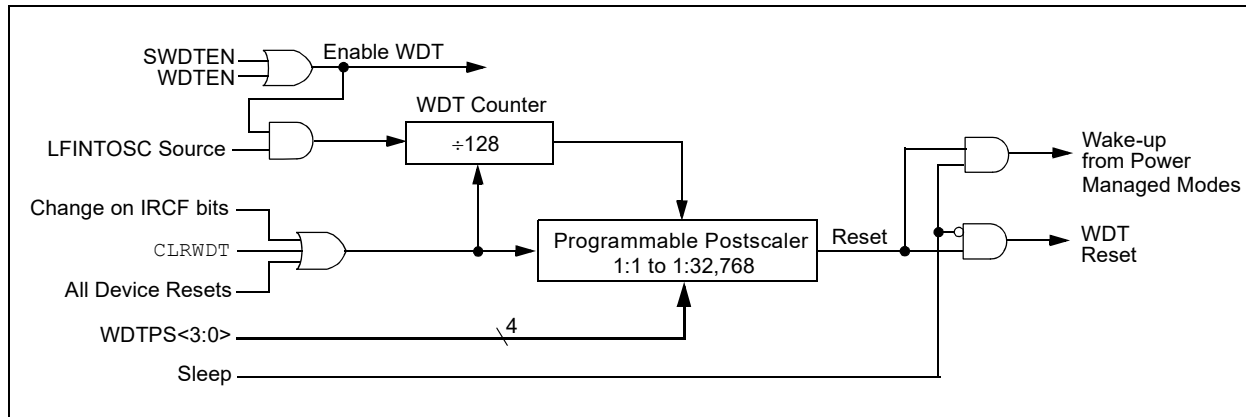 SWDTEN
WDTEN
Enable WDT
WDT Counter
LFINTOSC Source
÷128
Wake-up
from Power
Managed Modes
Change on IRCF bits
CLRWDT
All Device Resets
Programmable Postscaler
1:1 to 1:32,768
Reset
WDT
Reset
WDTPS<3:0>
4
Sleep